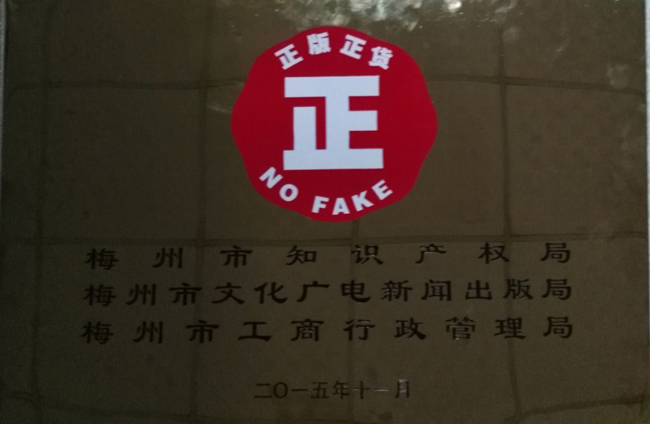 正版正货
正
NO FAKE
梅州市知识产权局
梅州市文化广电新闻出版局
梅州市工商行政管理局
二〇一五年十一月